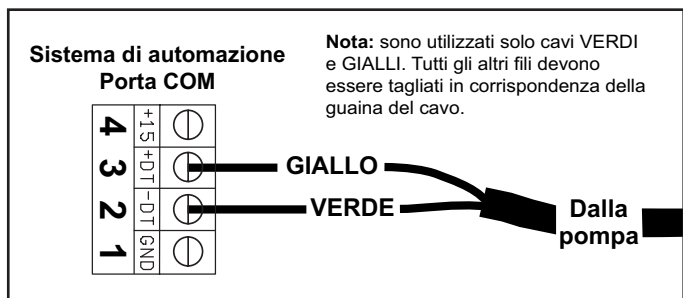 Sistema di automazione
Porta COM
Nota: sono utilizzati solo cavi VERDI
e GIALLI. Tutti gli altri fili devono
essere tagliati in corrispondenza della
guaina del cavo.
4 +15
3 +DT
2 -DT
1 GND
GIALLO
VERDE
Dalla
pompa